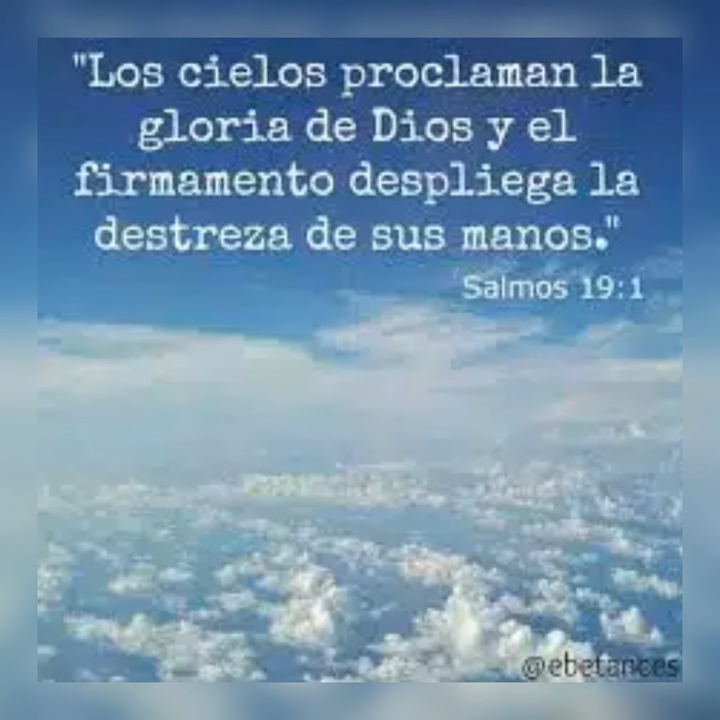 "Los cielos proclaman la
gloria de Dios y el
firmamento despliega la
destreza de sus manos."
Salmos 19:1
@ebetances